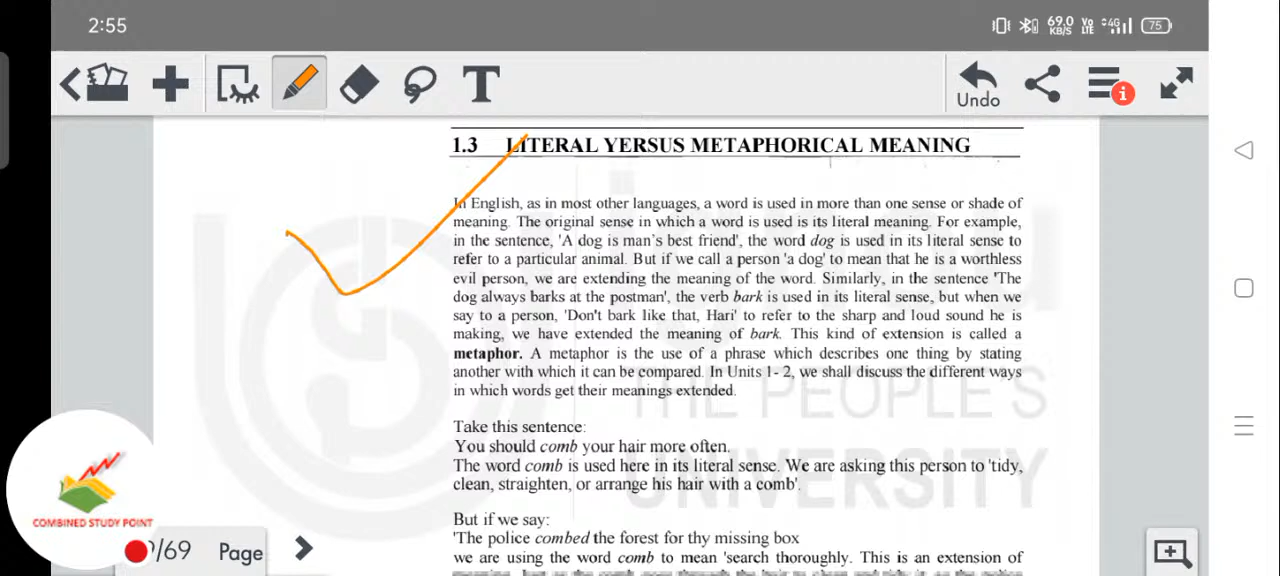 2:55
69.0 KB/S
Vo LTE
4G
75
T
Undo
i
1.3 LITERAL YERSUS METAPHORICAL MEANING
In English, as in most other languages, a word is used in more than one sense or shade of
meaning. The original sense in which a word is used is its literal meaning. For example,
in the sentence, 'A dog is man's best friend', the word dog is used in its literal sense to
refer to a particular animal. But if we call a person 'a dog' to mean that he is a worthless
evil person, we are extending the meaning of the word. Similarly, in the sentence 'The
dog always barks at the postman', the verb bark is used in its literal sense, but when we
say to a person, 'Don't bark like that, Hari' to refer to the sharp and loud sound he is
making, we have extended the meaning of bark. This kind of extension is called a
metaphor. A metaphor is the use of a phrase which describes one thing by stating
another with which it can be compared. In Units 1- 2, we shall discuss the different ways
in which words get their meanings extended.
THE PEOPLE'S
UNIVERSITY
Take this sentence:
You should comb your hair more often.
The word comb is used here in its literal sense. We are asking this person to 'tidy,
clean, straighten, or arrange his hair with a comb'.
But if we say:
'The police combed the forest for thy missing box
we are using the word comb to mean 'search thoroughly. This is an extension of
COMBINED STUDY POINT
/69 Page